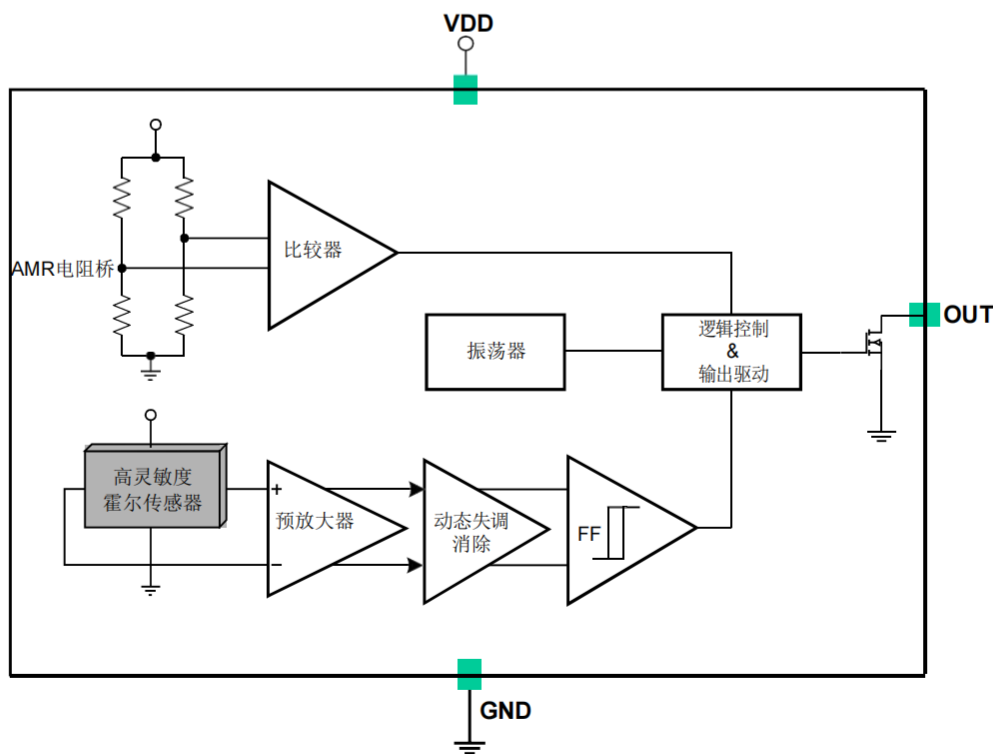 VDD
比较器
AMR电阻桥
OUT
振荡器
逻辑控制
&
输出驱动
高灵敏度
霍尔传感器
+
预放大器
−
动态失调
消除
FF
GND